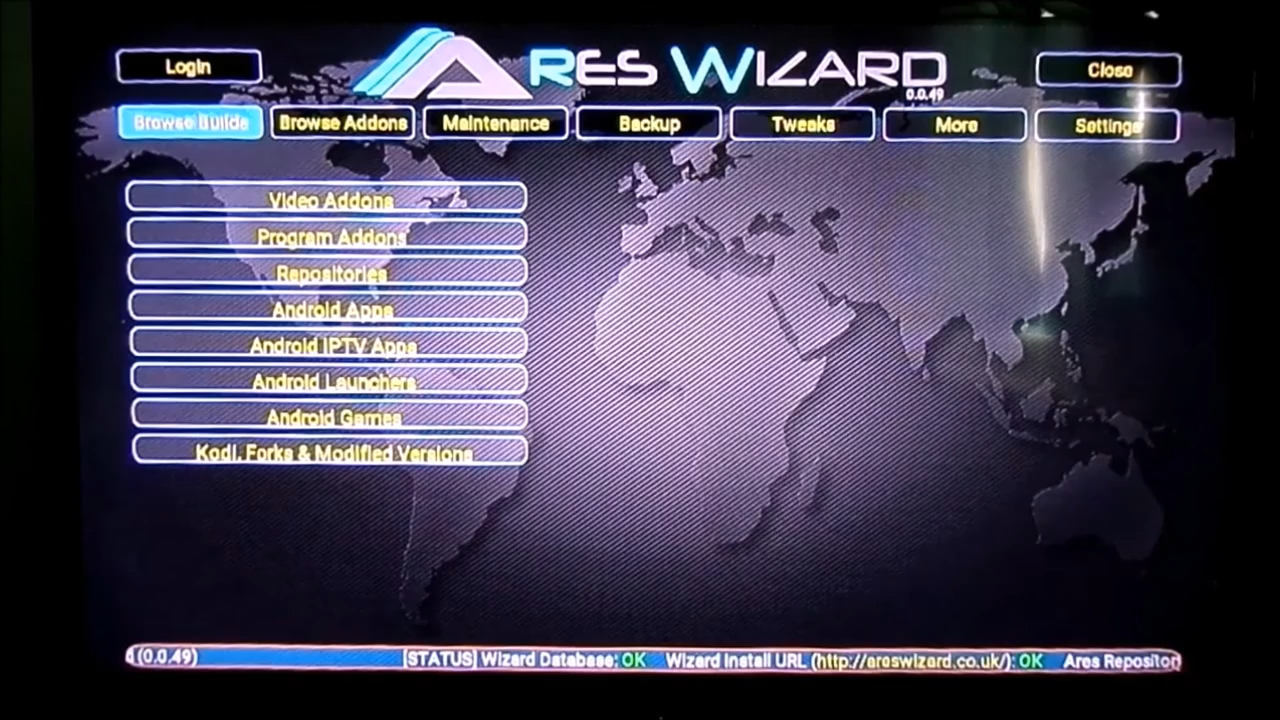 Login
ARES WIZARD
0.0.49
Close
Browse Builds
Browse Addons
Maintenance
Backup
Tweaks
More
Settings
Video Addons
Program Addons
Repositories
Android Apps
Android IPTV Apps
Android Launchers
Android Games
Kodi, Forks & Modified Versions
(0.0.49) [STATUS] Wizard Database: OK Wizard Install URL (http://areswizard.co.uk/): OK Ares Repositor